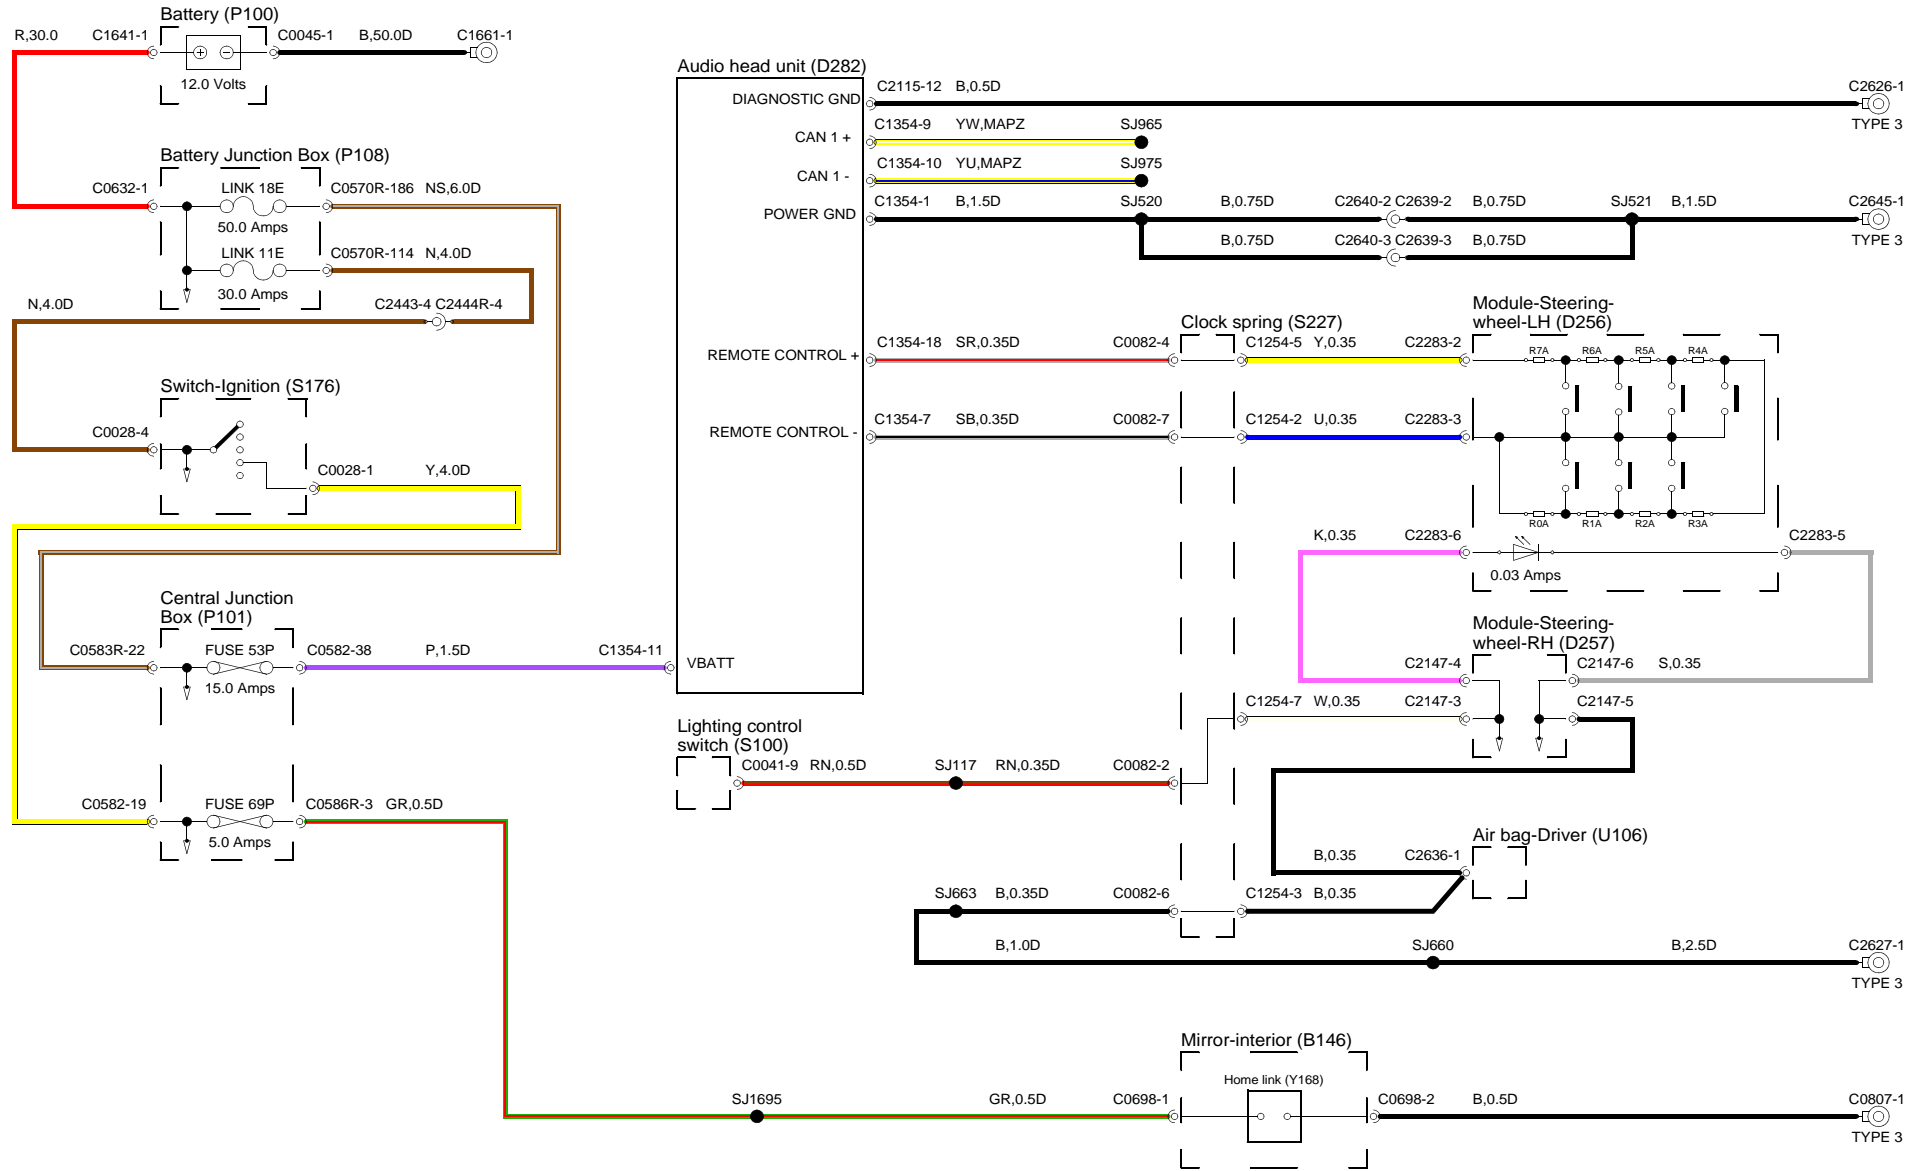 Battery (P100)
R,30.0
C1641-1
C0045-1
B,50.0D
C1661-1
12.0 Volts
Battery Junction Box (P108)
C0632-1
LINK 18E
C0570R-186
NS,6.0D
50.0 Amps
LINK 11E
C0570R-114
N,4.0D
30.0 Amps
N,4.0D
C2443-4
C2444R-4
Switch-Ignition (S176)
C0028-4
C0028-1
Y,4.0D
Central Junction
Box (P101)
C0583R-22
FUSE 53P
C0582-38
P,1.5D
C1354-11
15.0 Amps
C0582-19
FUSE 69P
C0586R-3
GR,0.5D
5.0 Amps
Audio head unit (D282)
DIAGNOSTIC GND
C2115-12
B,0.5D
C2626-1
TYPE 3
CAN 1 +
C1354-9
YW,MAPZ
SJ965
CAN 1 -
C1354-10
YU,MAPZ
SJ975
POWER GND
C1354-1
B,1.5D
SJ520
B,0.75D
C2640-2
C2639-2
B,0.75D
SJ521
B,1.5D
C2645-1
TYPE 3
B,0.75D
C2640-3
C2639-3
B,0.75D
Clock spring (S227)
Module-Steering-
wheel-LH (D256)
REMOTE CONTROL +
C1354-18
SR,0.35D
C0082-4
C1254-5
Y,0.35
C2283-2
R7A
R6A
R5A
R4A
REMOTE CONTROL -
C1354-7
SB,0.35D
C0082-7
C1254-2
U,0.35
C2283-3
R0A
R1A
R2A
R3A
K,0.35
C2283-6
C2283-5
0.03 Amps
VBATT
Module-Steering-
wheel-RH (D257)
C2147-4
C2147-6
S,0.35
C1254-7
W,0.35
C2147-3
C2147-5
Lighting control
switch (S100)
C0041-9
RN,0.5D
SJ117
RN,0.35D
C0082-2
Air bag-Driver (U106)
B,0.35
C2636-1
SJ663
B,0.35D
C0082-6
C1254-3
B,0.35
B,1.0D
SJ660
B,2.5D
C2627-1
TYPE 3
Mirror-interior (B146)
Home link (Y168)
SJ1695
GR,0.5D
C0698-1
C0698-2
B,0.5D
C0807-1
TYPE 3